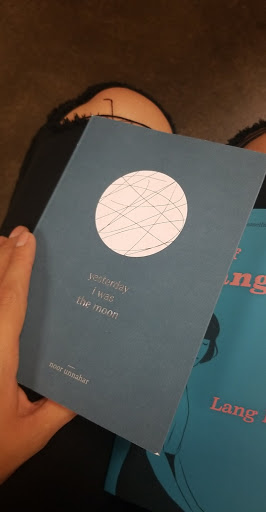 yesterday
i was
the moon
noor unnahar
Lang